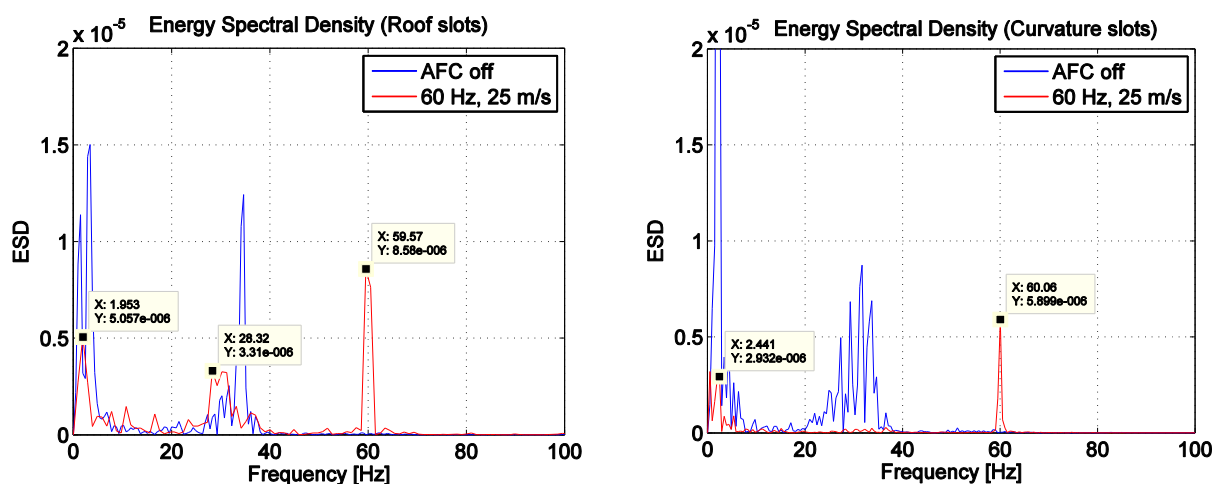 Energy Spectral Density (Roof slots)
x 10^-5
2
1.5
1
0.5
0
ESD
AFC off
60 Hz, 25 m/s
X: 59.57
Y: 8.58e-006
X: 1.953
Y: 5.057e-006
X: 28.32
Y: 3.31e-006
0 20 40 60 80 100
Frequency [Hz]
Energy Spectral Density (Curvature slots)
x 10^-5
2
1.5
1
0.5
0
ESD
AFC off
60 Hz, 25 m/s
X: 60.06
Y: 5.899e-006
X: 2.441
Y: 2.932e-006
0 20 40 60 80 100
Frequency [Hz]